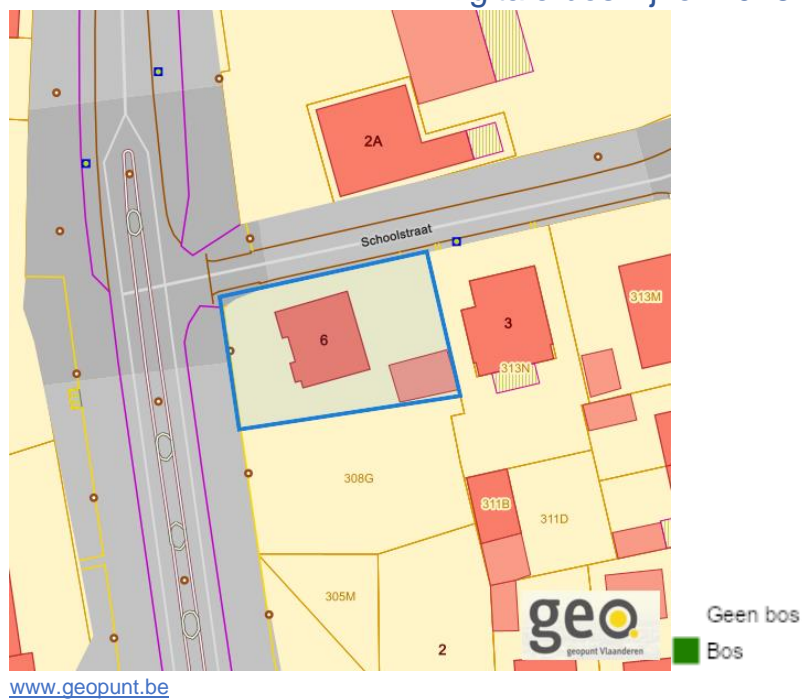 2A
Schoolstraat
6
3
313M
313N
308G
311B
311D
305M
2
geo
geopunt Vlaanderen
Geen bos
Bos
www.geopunt.be